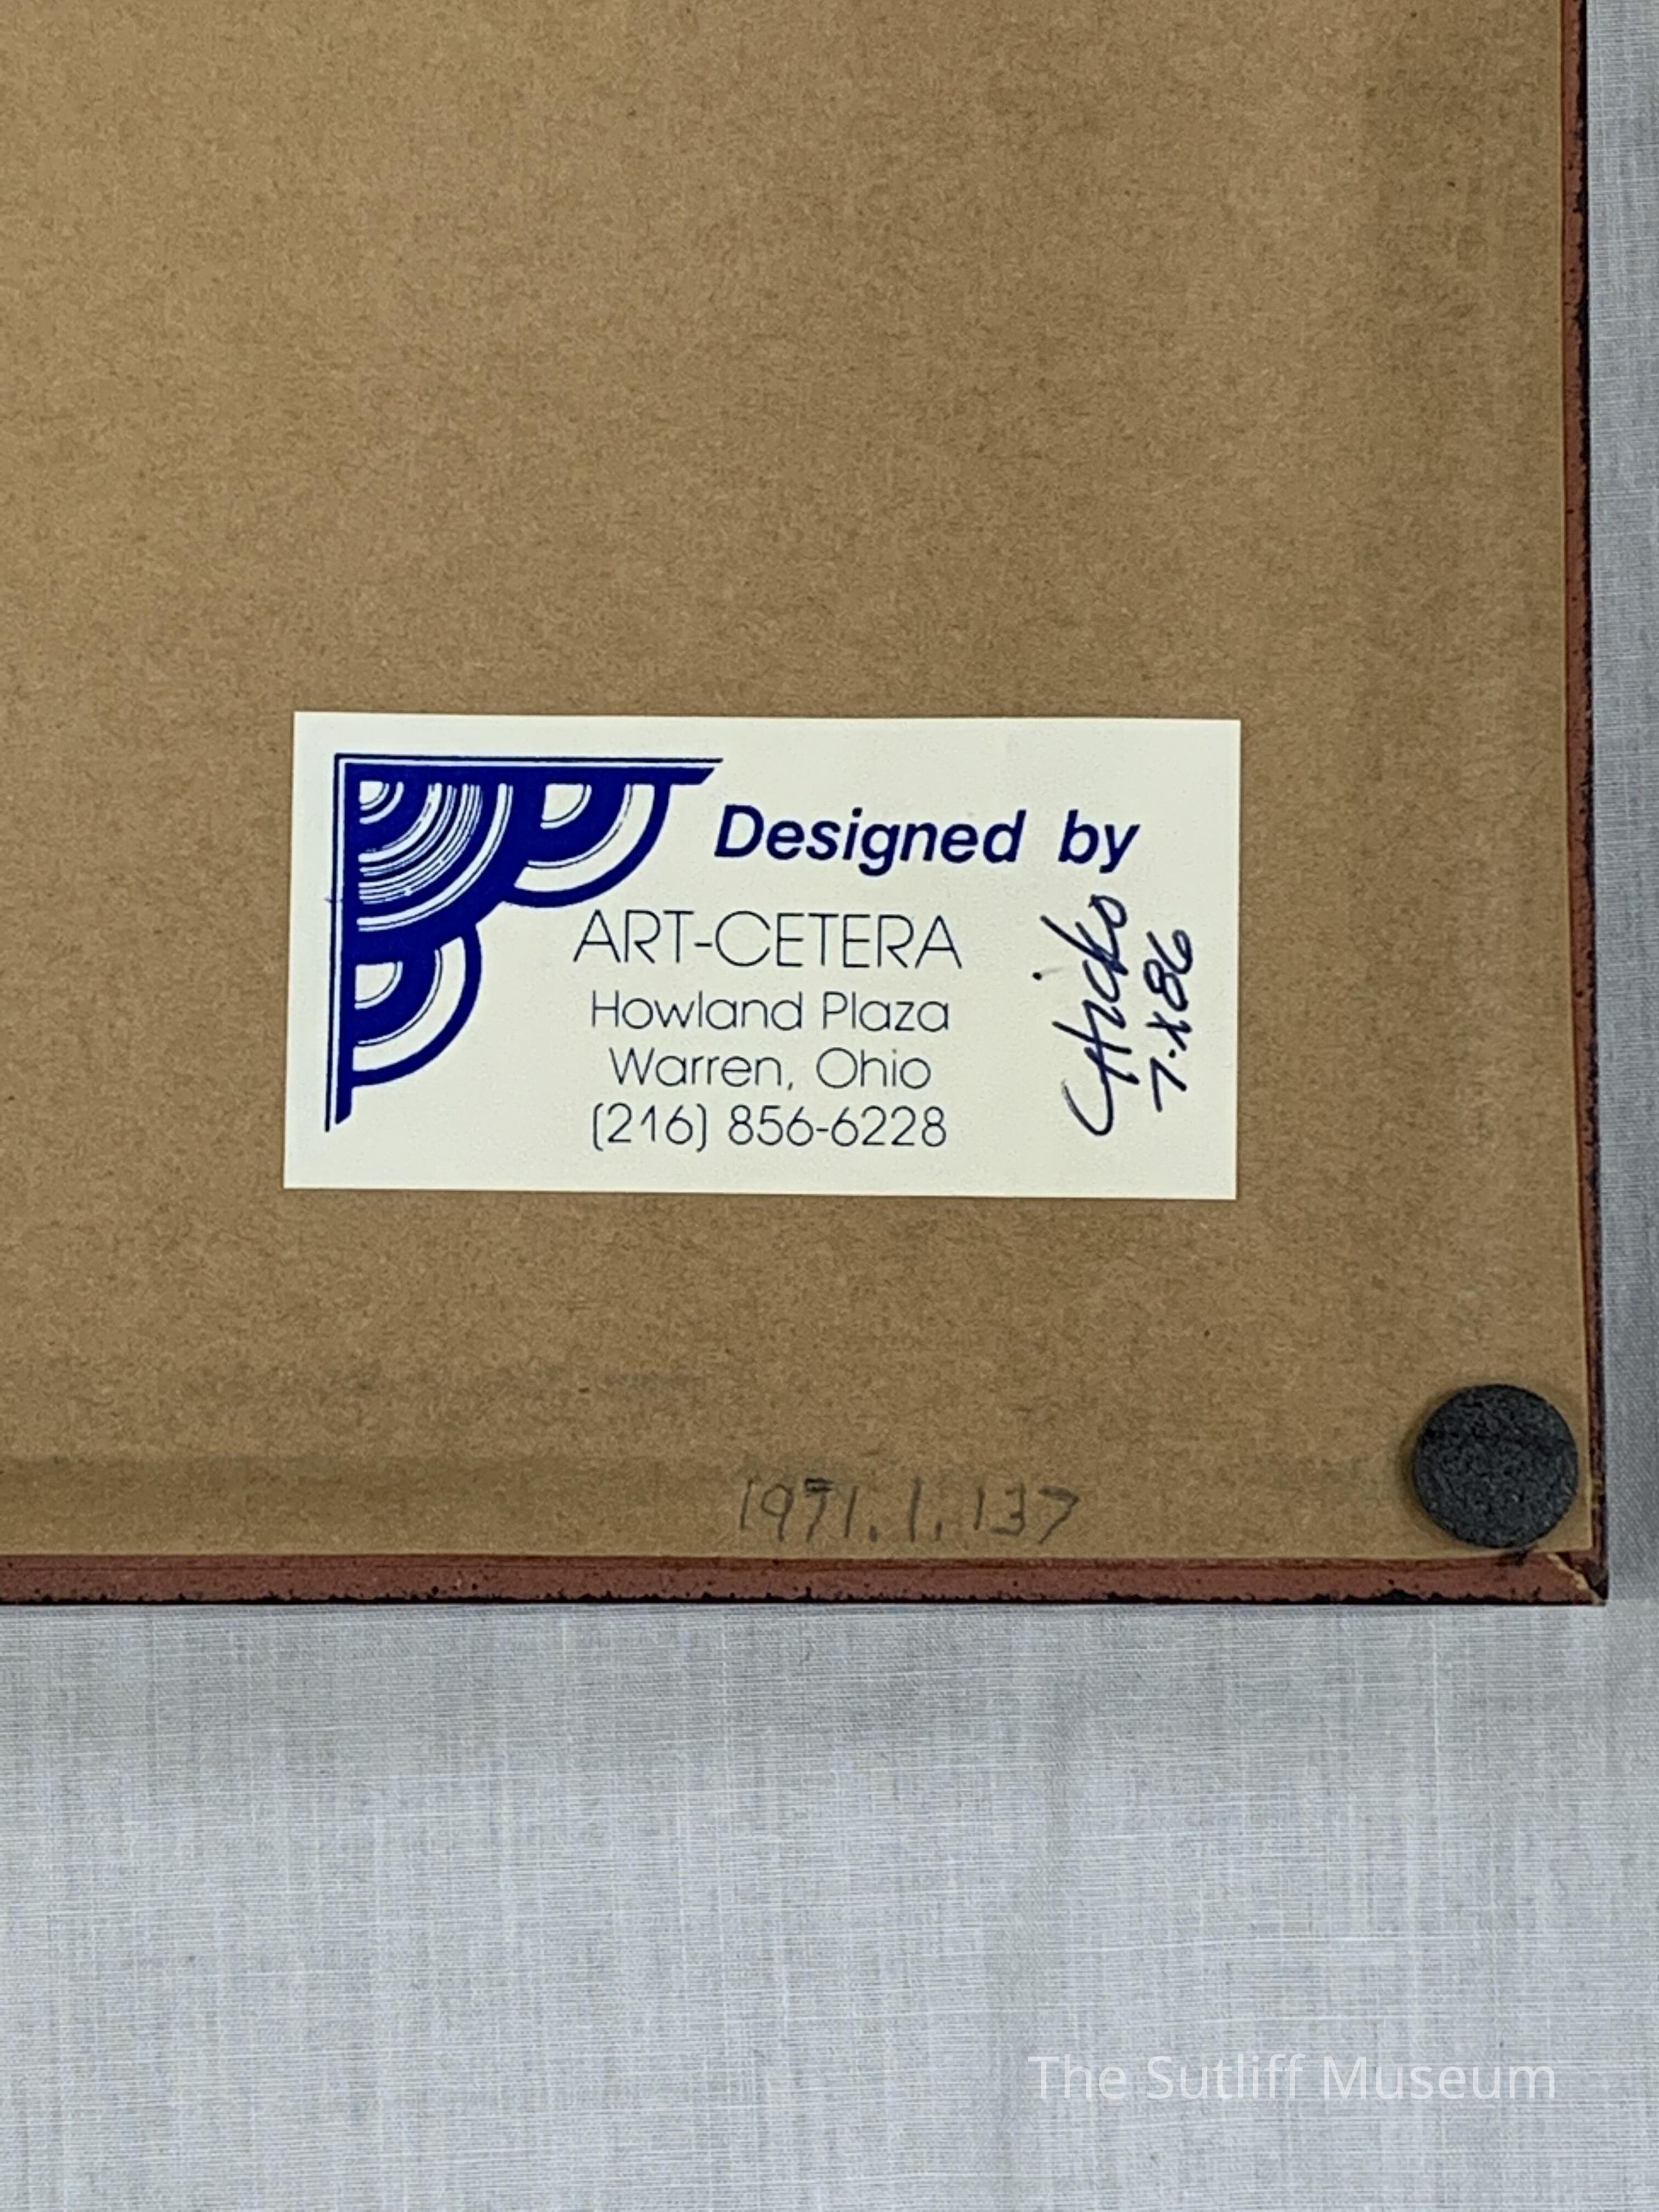 Designed by
ART-CETERA
Howland Plaza
Warren, Ohio
(216) 856-6228
7·X86
1971.1.137
The Sutliff Museum